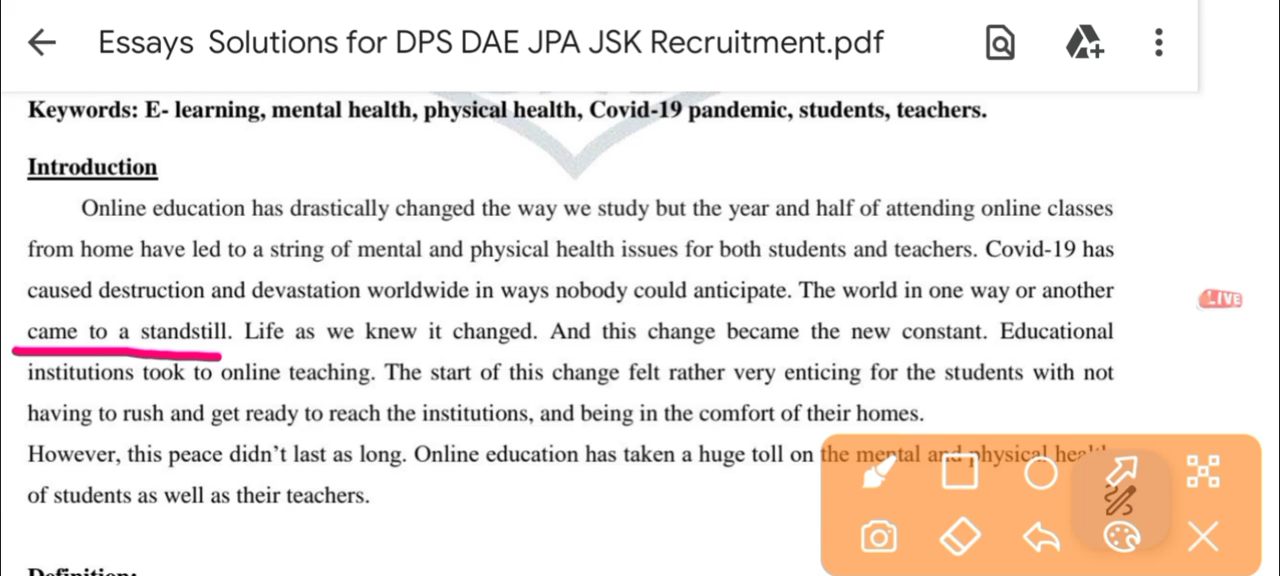 Essays Solutions for DPS DAE JPA JSK Recruitment.pdf
Keywords: E- learning, mental health, physical health, Covid-19 pandemic, students, teachers.
Introduction
Online education has drastically changed the way we study but the year and half of attending online classes
from home have led to a string of mental and physical health issues for both students and teachers. Covid-19 has
caused destruction and devastation worldwide in ways nobody could anticipate. The world in one way or another
came to a standstill. Life as we knew it changed. And this change became the new constant. Educational
institutions took to online teaching. The start of this change felt rather very enticing for the students with not
having to rush and get ready to reach the institutions, and being in the comfort of their homes.
However, this peace didn't last as long. Online education has taken a huge toll on the mental and physical health
of students as well as their teachers.
Definition:
LIVE